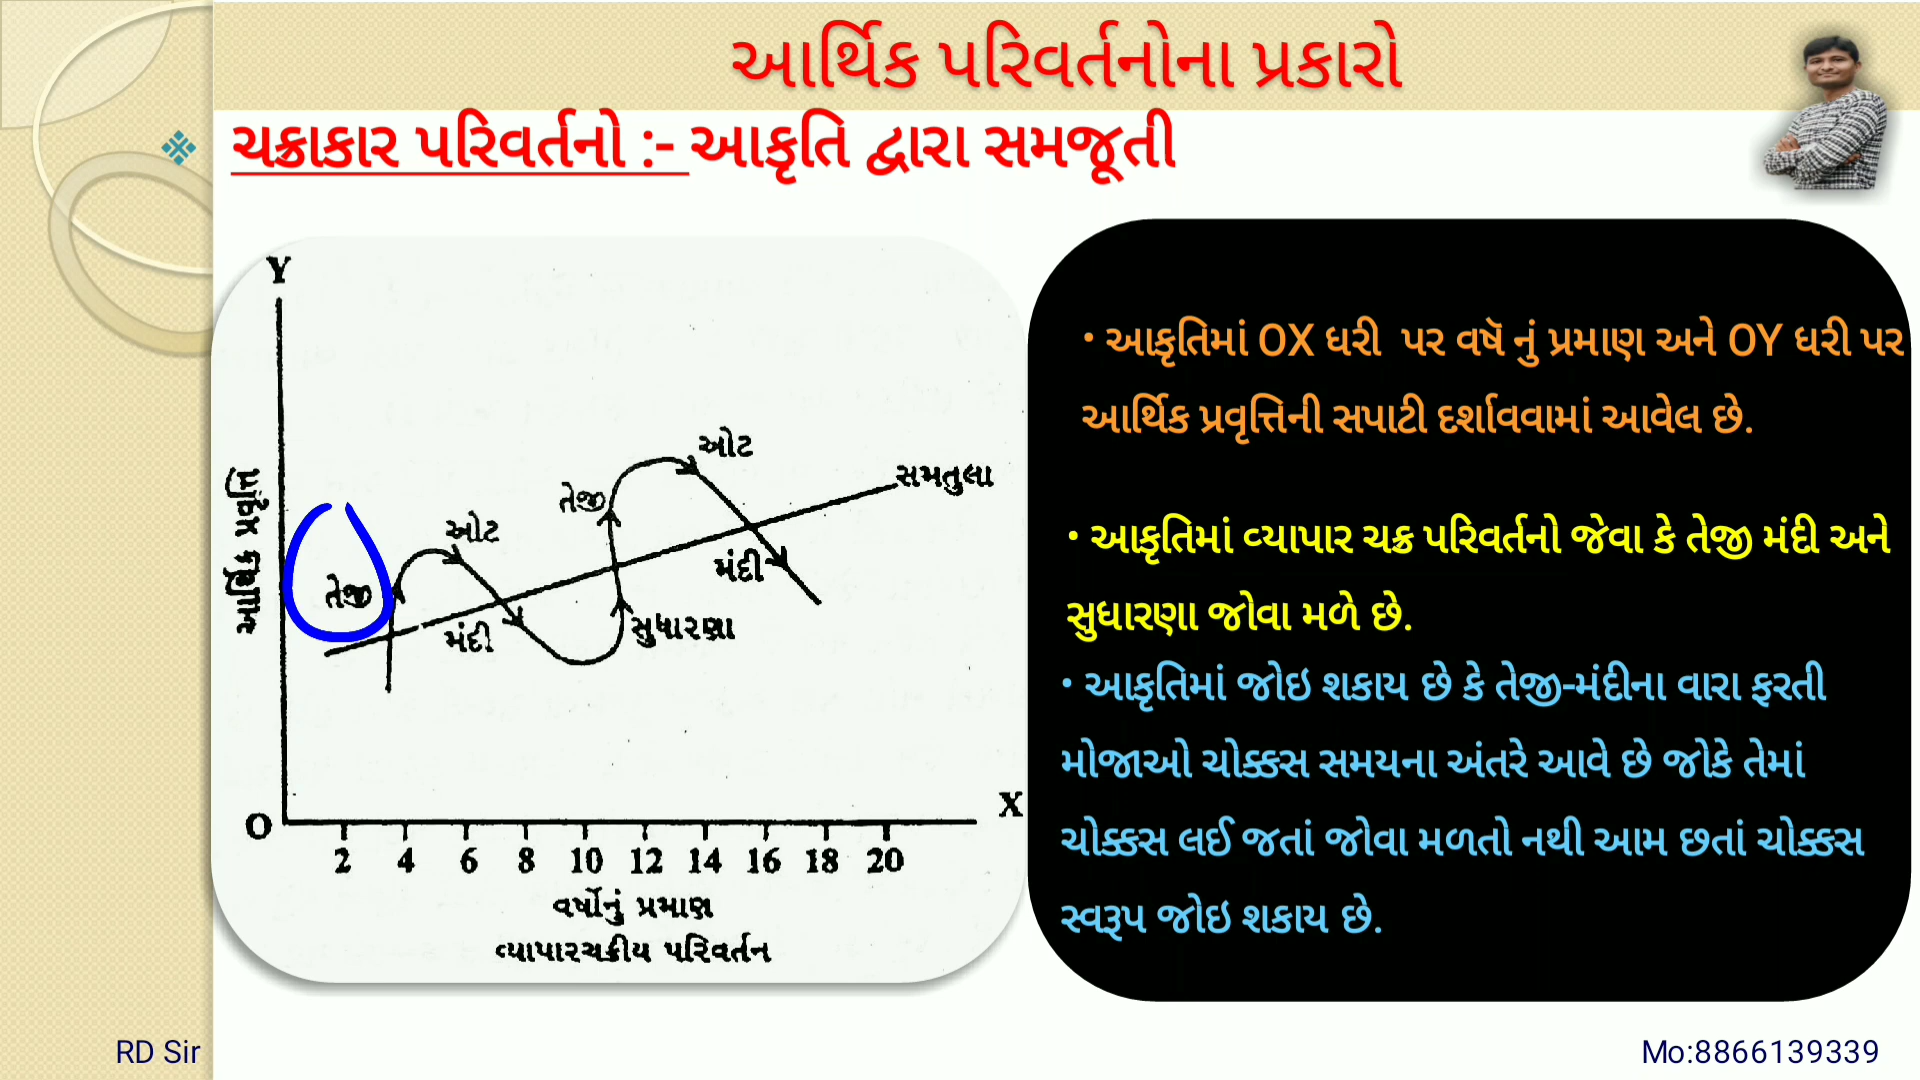 આર્થિક પરિવર્તનોના પ્રકારો
ચક્રાકાર પરિવર્તનો :- આકૃતિ દ્વારા સમજૂતી
Y
આર્થિક પ્રવૃત્તિ
તેજી
ઓટ
મંદી
તેજી
સુધારણા
ઓટ
મંદી
સમતુલા
O
X
2 4 6 8 10 12 14 16 18 20
વર્ષોનું પ્રમાણ
વ્યાપારચક્રીય પરિવર્તન
• આકૃતિમાં OX ધરી પર વષૅ નું પ્રમાણ અને OY ધરી પર
આર્થિક પ્રવૃત્તિની સપાટી દર્શાવવામાં આવેલ છે.
• આકૃતિમાં વ્યાપાર ચક્ર પરિવર્તનો જેવા કે તેજી મંદી અને
સુધારણા જોવા મળે છે.
• આકૃતિમાં જોઇ શકાય છે કે તેજી-મંદીના વારા ફરતી
મોજાઓ ચોક્કસ સમયના અંતરે આવે છે જોકે તેમાં
ચોક્કસ લઈ જતાં જોવા મળતો નથી આમ છતાં ચોક્કસ
સ્વરૂપ જોઇ શકાય છે.
RD Sir
Mo:8866139339